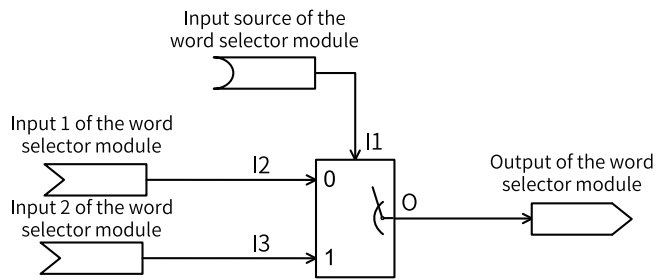 Input source of the
word selector module
I1
Input 1 of the word
selector module
I2
0
Input 2 of the word
selector module
I3
1
O
Output of the word
selector module